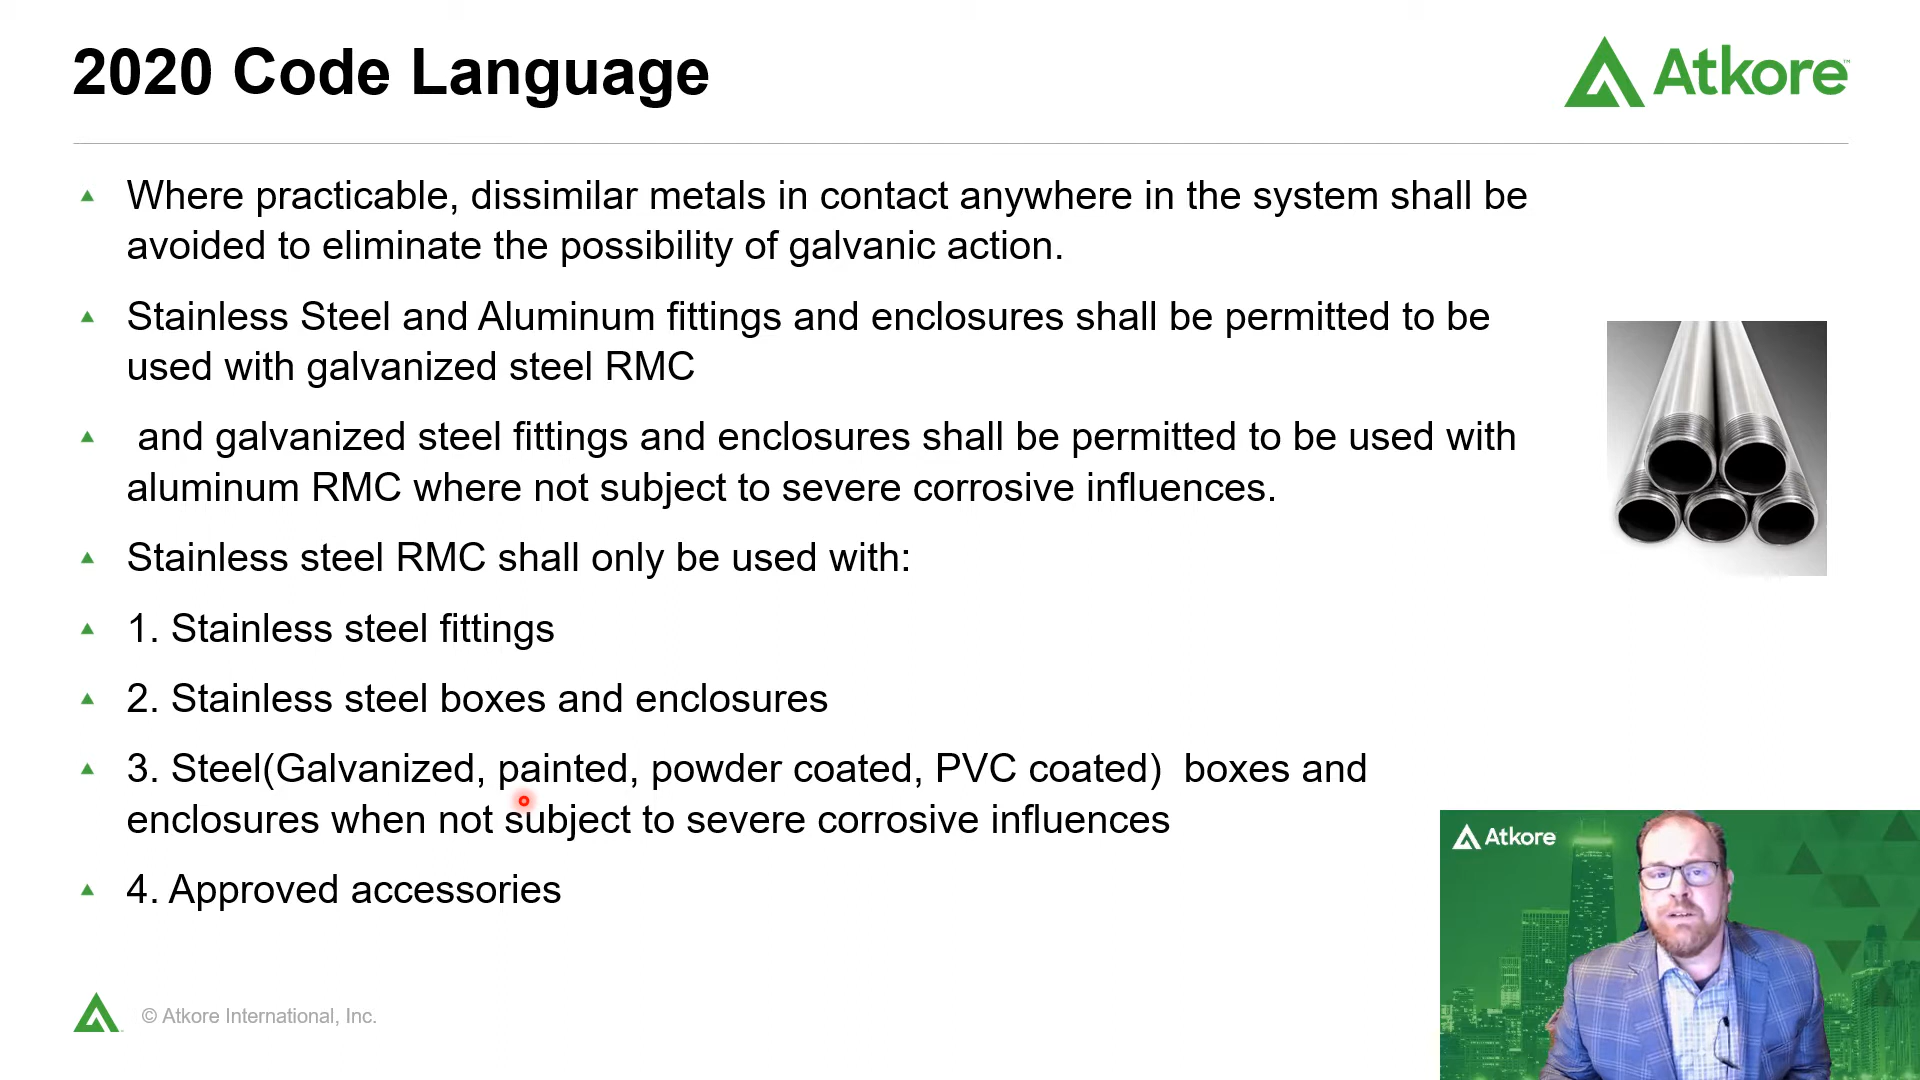 2020 Code Language
Atkore™
Where practicable, dissimilar metals in contact anywhere in the system shall be
avoided to eliminate the possibility of galvanic action.
Stainless Steel and Aluminum fittings and enclosures shall be permitted to be
used with galvanized steel RMC
and galvanized steel fittings and enclosures shall be permitted to be used with
aluminum RMC where not subject to severe corrosive influences.
Stainless steel RMC shall only be used with:
1. Stainless steel fittings
2. Stainless steel boxes and enclosures
3. Steel(Galvanized, painted, powder coated, PVC coated)  boxes and
enclosures when not subject to severe corrosive influences
4. Approved accessories
Atkore
© Atkore International, Inc.